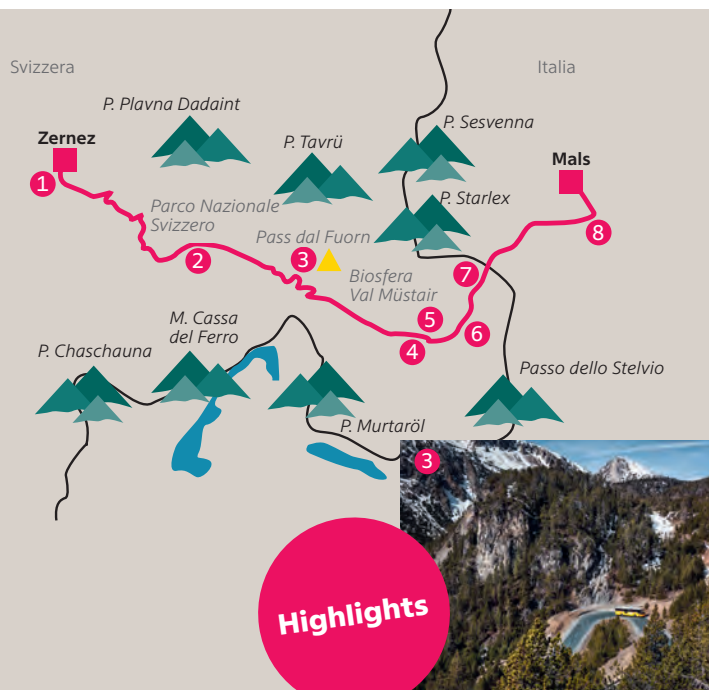 Svizzera
Italia
P. Plavna Dadaint
P. Sesvenna
Zernez
P. Tavrü
Mals
1
P. Starlex
Parco Nazionale
Svizzero
2
Pass dal Fuorn
3
8
Biosfera
Val Müstair
7
5
6
4
M. Cassa
del Ferro
P. Chaschauna
Passo dello Stelvio
P. Murtaröl
3
Highlights